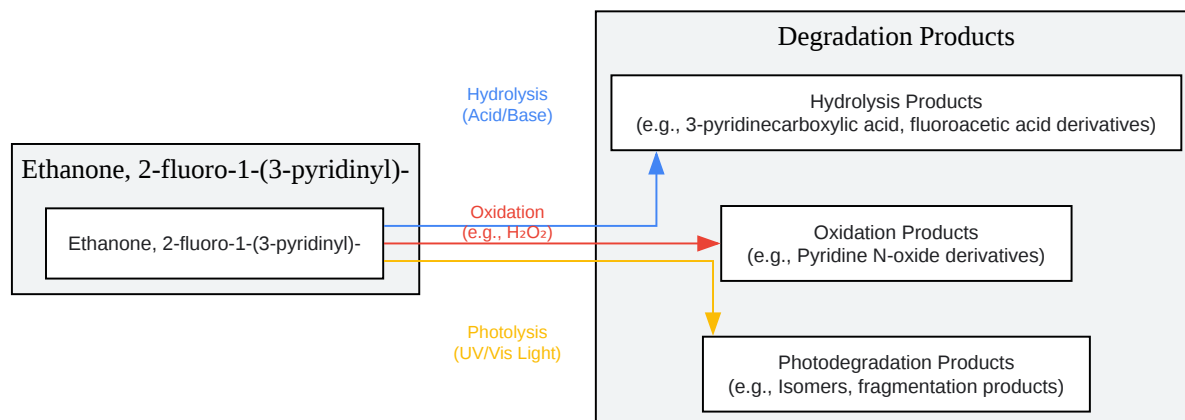 Degradation Products
Hydrolysis
(Acid/Base)
Hydrolysis Products
(e.g., 3-pyridinecarboxylic acid, fluoroacetic acid derivatives)
Ethanone, 2-fluoro-1-(3-pyridinyl)-
Ethanone, 2-fluoro-1-(3-pyridinyl)-
Oxidation
(e.g., H₂O₂)
Oxidation Products
(e.g., Pyridine N-oxide derivatives)
Photolysis
(UV/Vis Light)
Photodegradation Products
(e.g., Isomers, fragmentation products)